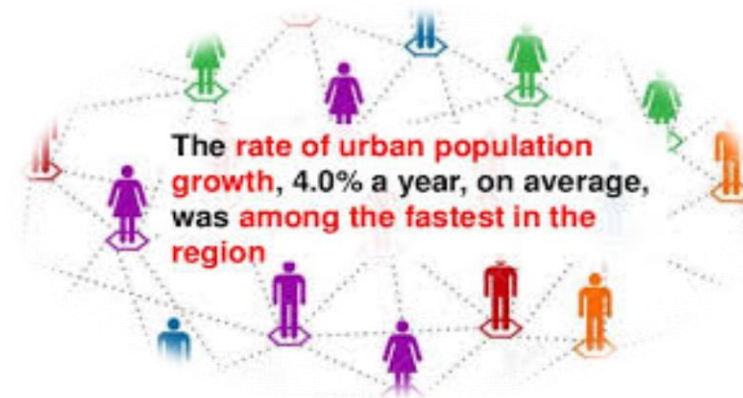 The rate of urban population
growth, 4.0% a year, on average,
was among the fastest in the
region